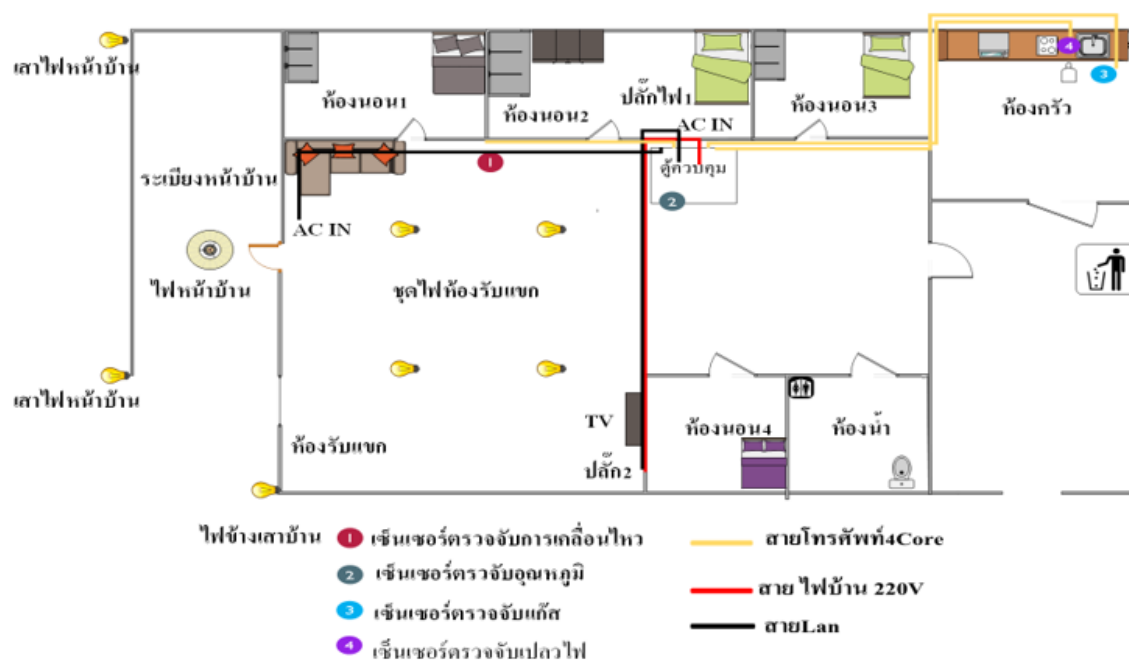 เสาไฟหน้าบ้าน
ห้องนอน1
ห้องนอน2
ปลั๊กไฟ1
AC IN
ห้องนอน3
4
3
ห้องครัว
1
ตู้ควบคุม
2
ระเบียงหน้าบ้าน
AC IN
ไฟหน้าบ้าน
ชุดไฟห้องรับแขก
เสาไฟหน้าบ้าน
TV
ห้องนอน4
ห้องน้ำ
ห้องรับแขก
ปลั๊ก2
ไฟข้างเสาบ้าน
1 เซ็นเซอร์ตรวจจับการเคลื่อนไหว
2 เซ็นเซอร์ตรวจจับอุณหภูมิ
3 เซ็นเซอร์ตรวจจับแก๊ส
4 เซ็นเซอร์ตรวจจับเปลวไฟ
สายโทรศัพท์4Core
สาย ไฟบ้าน 220V
สายLan